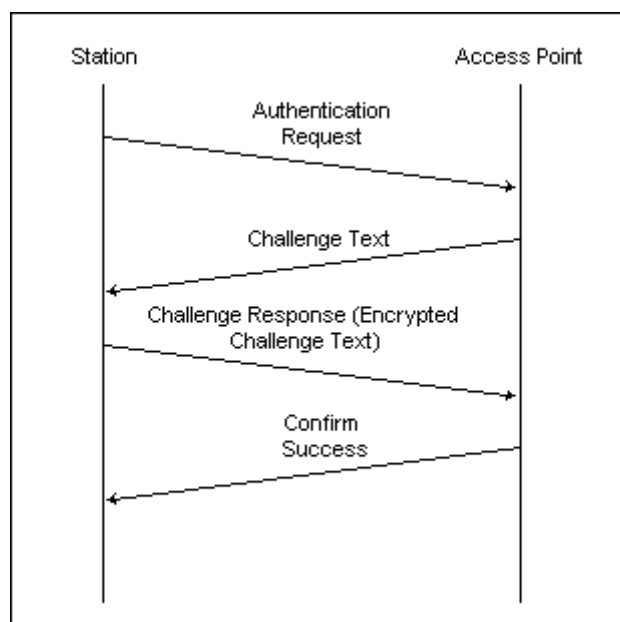 Station
Access Point
Authentication
Request
Challenge Text
Challenge Response (Encrypted
Challenge Text)
Confirm
Success